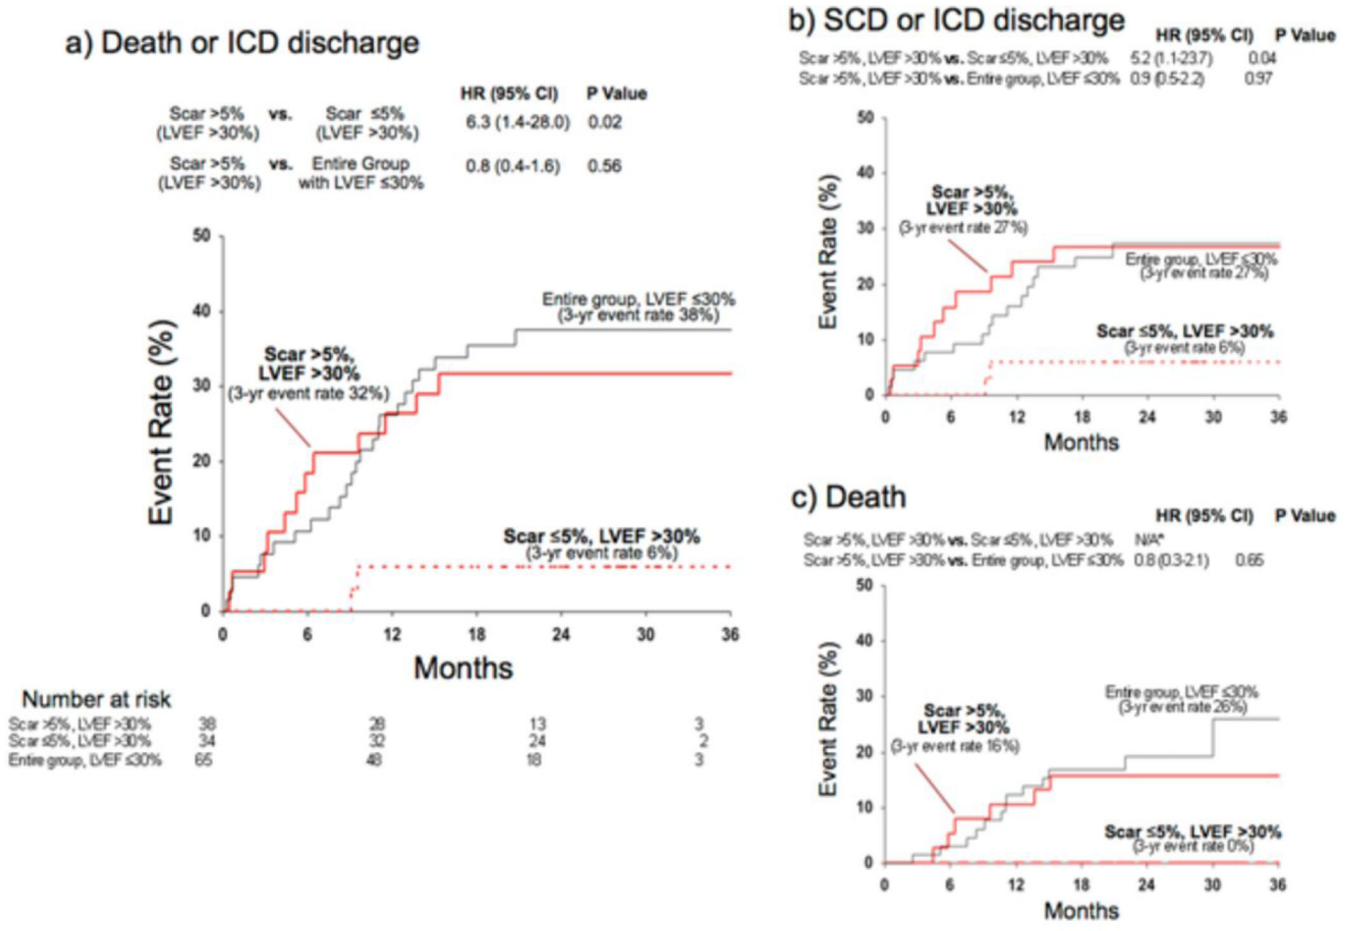 a) Death or ICD discharge
HR (95% CI) P Value
Scar >5% vs. Scar ≤5% 6.3 (1.4-28.0) 0.02
(LVEF >30%) (LVEF >30%)
Scar >5% vs. Entire Group 0.8 (0.4-1.6) 0.56
(LVEF >30%) with LVEF ≤30%
50
40
30
20
10
0
Event Rate (%)
Entire group, LVEF ≤30%
(3-yr event rate 38%)
Scar >5%,
LVEF >30%
(3-yr event rate 32%)
Scar ≤5%, LVEF >30%
(3-yr event rate 6%)
0 6 12 18 24 30 36
Months
Number at risk
Scar >5%, LVEF >30% 38 28 13 3
Scar ≤5%, LVEF >30% 34 32 24 2
Entire group, LVEF ≤30% 65 48 18 3
b) SCD or ICD discharge
HR (95% CI) P Value
Scar >5%, LVEF >30% vs. Scar ≤5%, LVEF >30% 5.2 (1.1-23.7) 0.04
Scar >5%, LVEF >30% vs. Entire group, LVEF ≤30% 0.9 (0.5-2.2) 0.97
50
40
30
20
10
0
Event Rate (%)
Scar >5%,
LVEF >30%
(3-yr event rate 27%)
Entire group, LVEF ≤30%
(3-yr event rate 27%)
Scar ≤5%, LVEF >30%
(3-yr event rate 6%)
0 6 12 18 24 30 36
Months
c) Death
HR (95% CI) P Value
Scar >5%, LVEF >30% vs. Scar ≤5%, LVEF >30% N/A*
Scar >5%, LVEF >30% vs. Entire group, LVEF ≤30% 0.8 (0.3-2.1) 0.65
50
40
30
20
10
0
Event Rate (%)
Entire group, LVEF ≤30%
(3-yr event rate 26%)
Scar >5%,
LVEF >30%
(3-yr event rate 16%)
Scar ≤5%, LVEF >30%
(3-yr event rate 0%)
0 6 12 18 24 30 36
Months